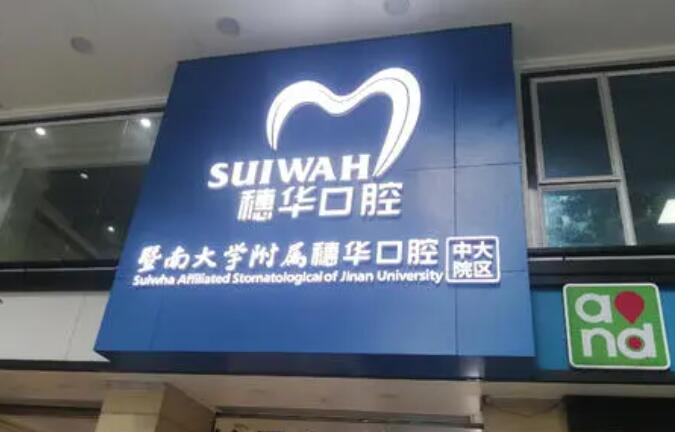 SUIWAH
穗华口腔
暨南大学附属穗华口腔 中大院区
Suiwha Affiliated Stomatological of Jinan University
a nd